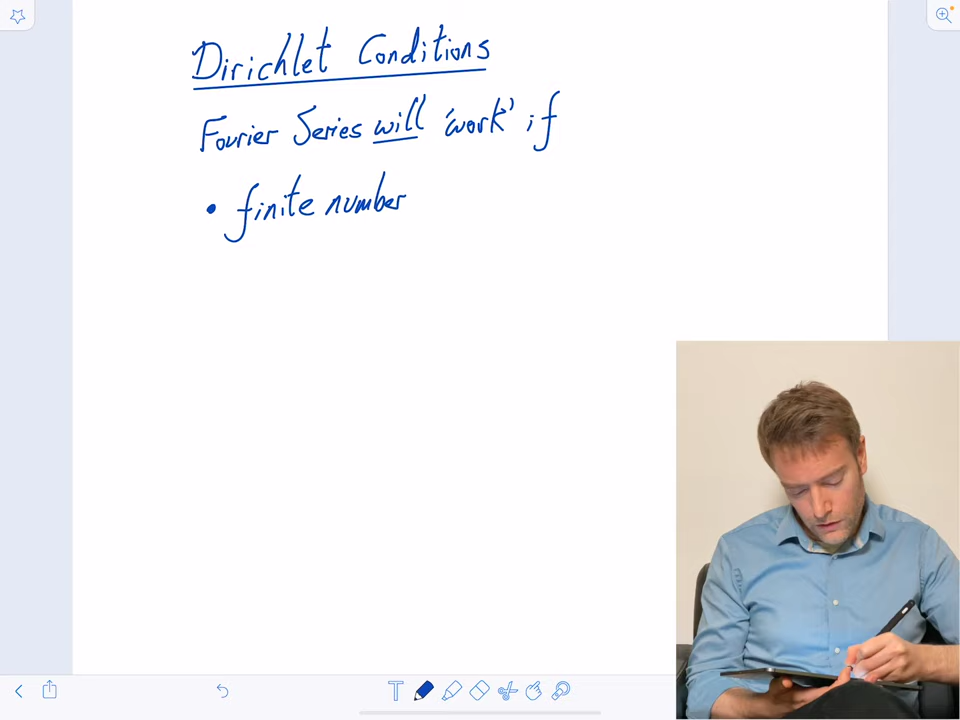 Dirichlet Conditions
Fourier Series will 'work' if
• finite number